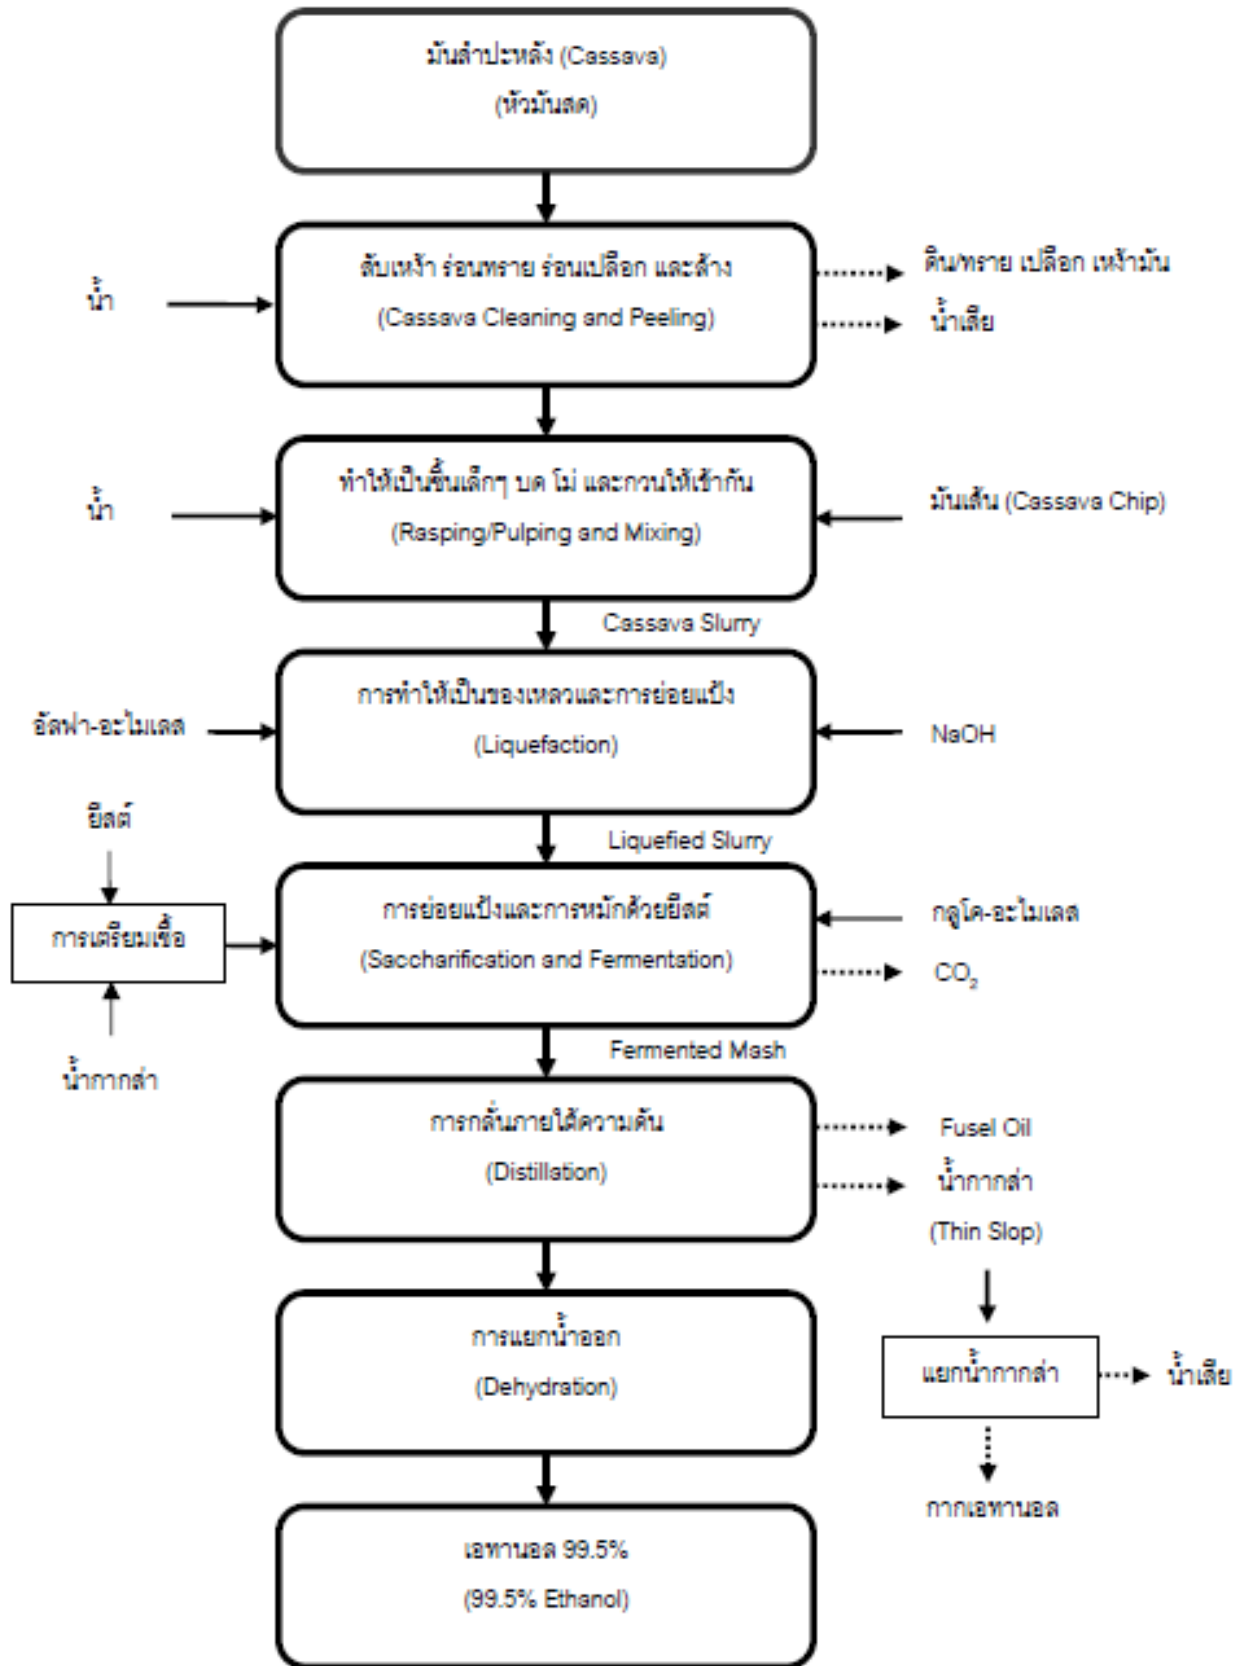 มันสำปะหลัง (Cassava)
(หัวมันสด)
สับเหง้า ร่อนทราย ร่อนเปลือก และล้าง
(Cassava Cleaning and Peeling)
น้ำ
ดิน/ทราย เปลือก เหง้ามัน
น้ำเสีย
ทำให้เป็นชิ้นเล็กๆ บด โม่ และกวนให้เข้ากัน
(Rasping/Pulping and Mixing)
น้ำ
มันเส้น (Cassava Chip)
Cassava Slurry
การทำให้เป็นของเหลวและการย่อยแป้ง
(Liquefaction)
อัลฟา-อะไมเลส
NaOH
Liquefied Slurry
ยีสต์
การเตรียมเชื้อ
น้ำกากส่า
การย่อยแป้งและการหมักด้วยยีสต์
(Saccharification and Fermentation)
กลูโค-อะไมเลส
CO₂
Fermented Mash
การกลั่นภายใต้ความดัน
(Distillation)
Fusel Oil
น้ำกากส่า
(Thin Slop)
การแยกน้ำออก
(Dehydration)
แยกน้ำกากส่า
น้ำเสีย
กากเอทานอล
เอทานอล 99.5%
(99.5% Ethanol)